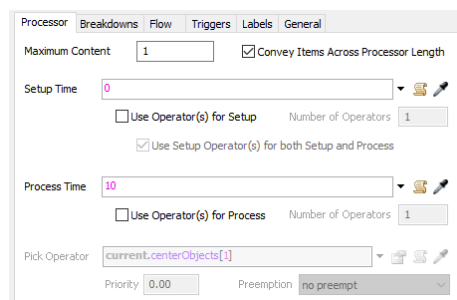 Processor Breakdowns Flow Triggers Labels General
Maximum Content 1 Convey Items Across Processor Length
Setup Time 0
Use Operator(s) for Setup Number of Operators 1
Use Setup Operator(s) for both Setup and Process
Process Time 10
Use Operator(s) for Process Number of Operators 1
Pick Operator current.centerObjects[1]
Priority 0.00 Preemption no preempt